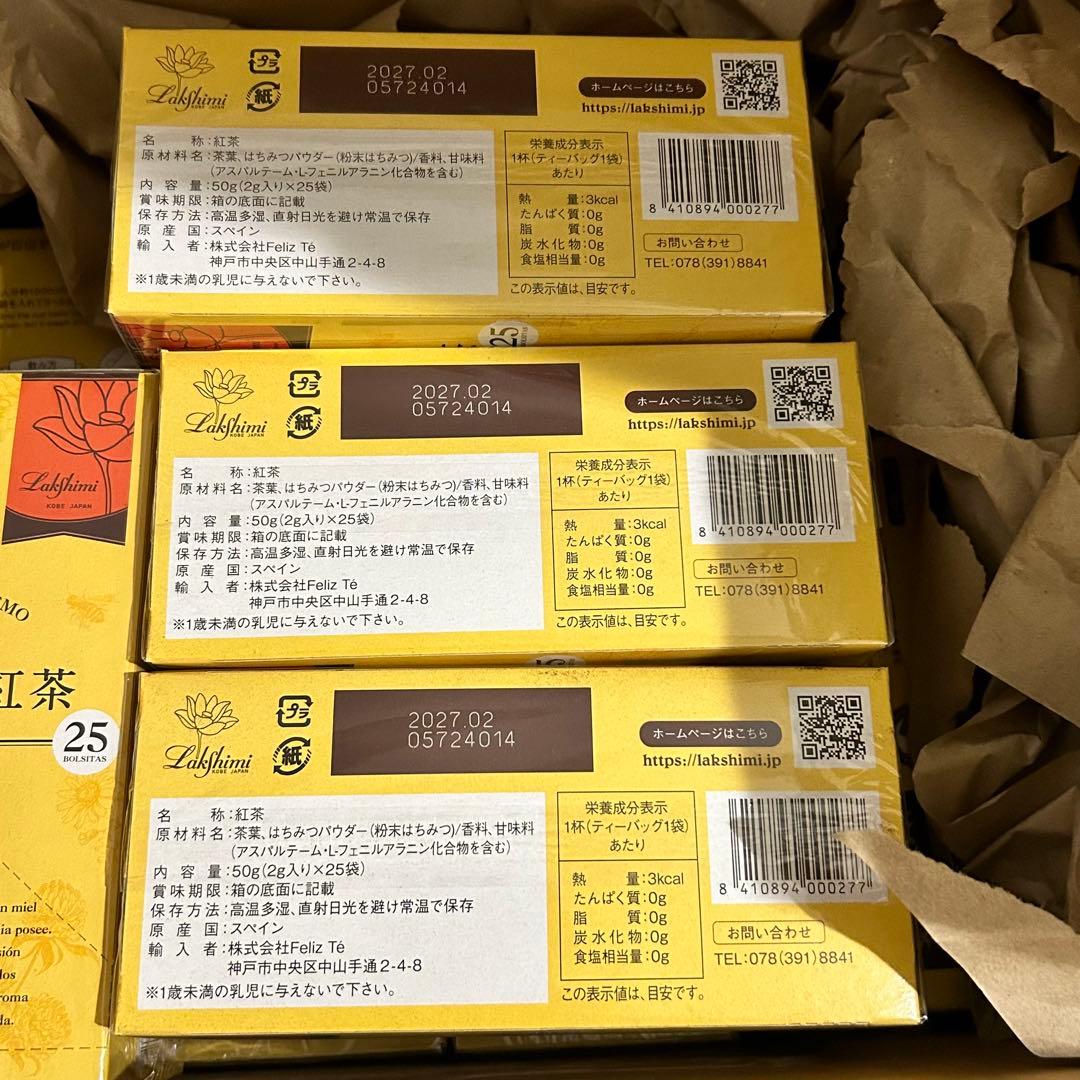 Lakshimi
KOBE JAPAN
プラ
紙
2027.02
05724014
ホームページはこちら
https://lakshimi.jp
名 称:紅茶
原材料名:茶葉、はちみつパウダー(粉末はちみつ)/香料、甘味料
(アスパルテーム・L-フェニルアラニン化合物を含む)
内容量:50g(2g入り×25袋)
賞味期限:箱の底面に記載
保存方法:高温多湿、直射日光を避け常温で保存
原産国:スペイン
輸入者:株式会社Feliz Té
神戸市中央区中山手通2-4-8
※1歳未満の乳児に与えないで下さい。
栄養成分表示
1杯(ティーバッグ1袋)
あたり
熱量:3kcal
たんぱく質:0g
脂質:0g
炭水化物:0g
食塩相当量:0g
この表示値は、目安です。
8 410894 000277
お問い合わせ
TEL:078(391)8841
25
BOLSITAS
Lakshimi
KOBE JAPAN
プラ
紙
2027.02
05724014
ホームページはこちら
https://lakshimi.jp
名 称:紅茶
原材料名:茶葉、はちみつパウダー(粉末はちみつ)/香料、甘味料
(アスパルテーム・L-フェニルアラニン化合物を含む)
内容量:50g(2g入り×25袋)
賞味期限:箱の底面に記載
保存方法:高温多湿、直射日光を避け常温で保存
原産国:スペイン
輸入者:株式会社Feliz Té
神戸市中央区中山手通2-4-8
※1歳未満の乳児に与えないで下さい。
栄養成分表示
1杯(ティーバッグ1袋)
あたり
熱量:3kcal
たんぱく質:0g
脂質:0g
炭水化物:0g
食塩相当量:0g
この表示値は、目安です。
8 410894 000277
お問い合わせ
TEL:078(391)8841
Lakshimi
KOBE JAPAN
プラ
紙
2027.02
05724014
ホームページはこちら
https://lakshimi.jp
名 称:紅茶
原材料名:茶葉、はちみつパウダー(粉末はちみつ)/香料、甘味料
(アスパルテーム・L-フェニルアラニン化合物を含む)
内容量:50g(2g入り×25袋)
賞味期限:箱の底面に記載
保存方法:高温多湿、直射日光を避け常温で保存
原産国:スペイン
輸入者:株式会社Feliz Té
神戸市中央区中山手通2-4-8
※1歳未満の乳児に与えないで下さい。
栄養成分表示
1杯(ティーバッグ1袋)
あたり
熱量:3kcal
たんぱく質:0g
脂質:0g
炭水化物:0g
食塩相当量:0g
この表示値は、目安です。
8 410894 000277
お問い合わせ
TEL:078(391)8841
Lakshimi
KOBE JAPAN
紅茶
25
BOLSITAS
miel
posee.